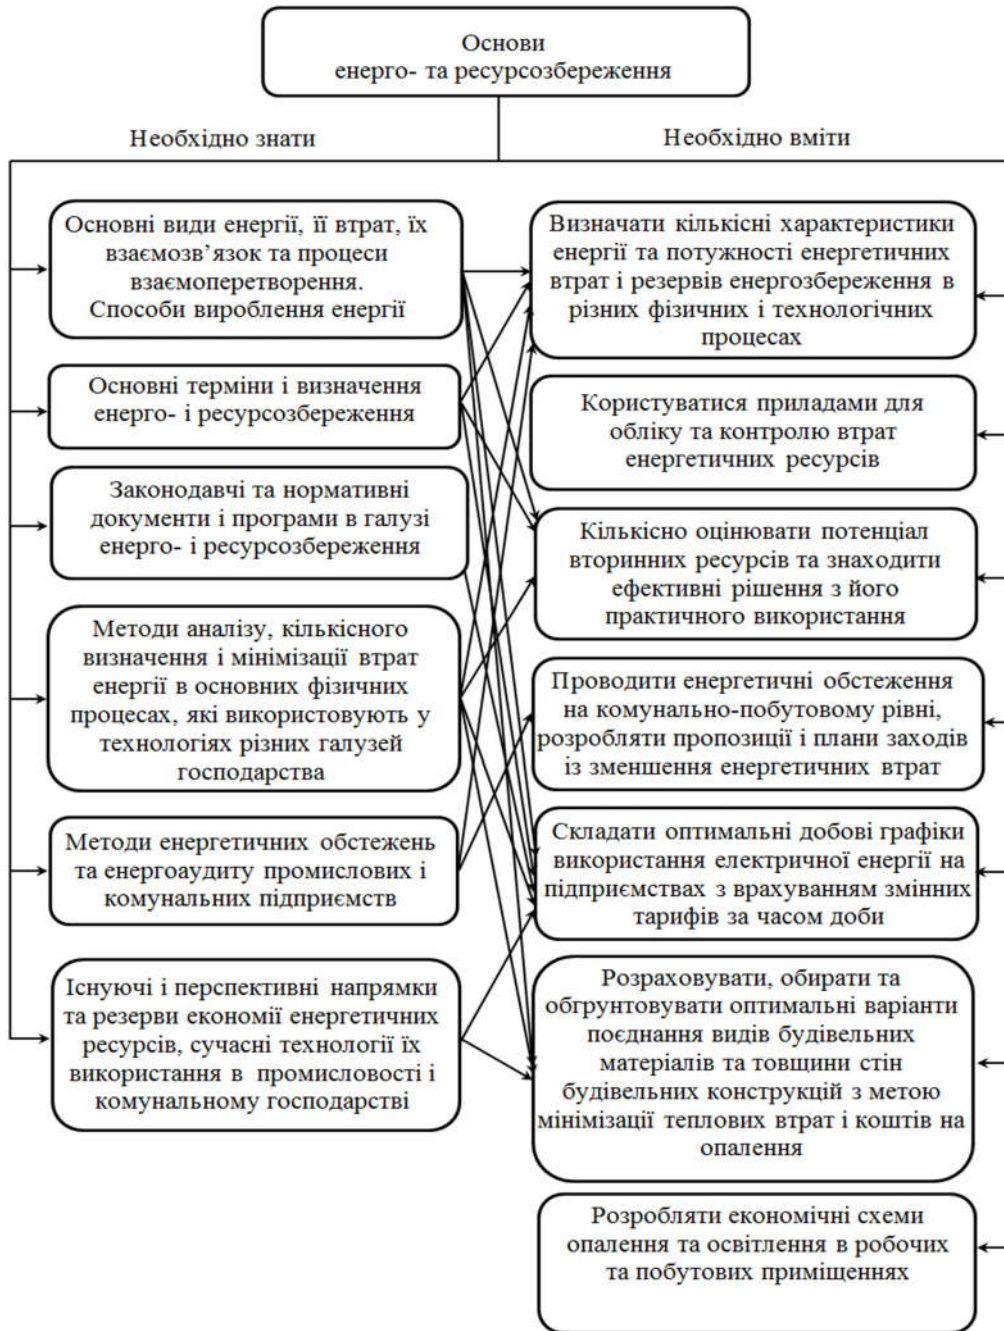 Основи
енерго- та ресурсозбереження
Необхідно знати
Необхідно вміти
Основні види енергії, її втрат, їх
взаємозв’язок та процеси
взаємоперетворення.
Способи вироблення енергії
Основні терміни і визначення
енерго- і ресурсозбереження
Законодавчі та нормативні
документи і програми в галузі
енерго- і ресурсозбереження
Методи аналізу, кількісного
визначення і мінімізації втрат
енергії в основних фізичних
процесах, які використовують у
технологіях різних галузей
господарства
Методи енергетичних обстежень
та енергоаудиту промислових і
комунальних підприємств
Існуючі і перспективні напрямки
та резерви економії енергетичних
ресурсів, сучасні технології їх
використання в промисловості і
комунальному господарстві
Визначати кількісні характеристики
енергії та потужності енергетичних
втрат і резервів енергозбереження в
різних фізичних і технологічних
процесах
Користуватися приладами для
обліку та контролю втрат
енергетичних ресурсів
Кількісно оцінювати потенціал
вторинних ресурсів та знаходити
ефективні рішення з його
практичного використання
Проводити енергетичні обстеження
на комунально-побутовому рівні,
розробляти пропозиції і плани заходів
із зменшення енергетичних втрат
Складати оптимальні добові графіки
використання електричної енергії на
підприємствах з врахуванням змінних
тарифів за часом доби
Розраховувати, обирати та
обгрунтовувати оптимальні варіанти
поєднання видів будівельних
матеріалів та товщини стін
будівельних конструкцій з метою
мінімізації теплових втрат і коштів на
опалення
Розробляти економічні схеми
опалення та освітлення в робочих
та побутових приміщеннях